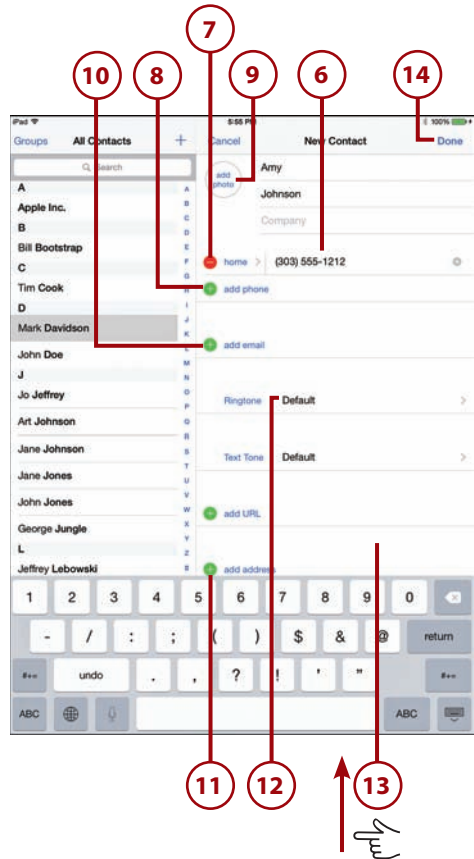 7
10 8 9 6 14
iPad 5:55 PM 100%
Groups All Contacts + Cancel New Contact Done
Search
add photo
Amy
Johnson
Company
A
Apple Inc.
B
Bill Bootstrap
C
Tim Cook
D
Mark Davidson
John Doe
J
Jo Jeffrey
Art Johnson
Jane Johnson
Jane Jones
John Jones
George Jungle
L
Jeffrey Lebowski
A
B
C
D
E
F
G
H
I
J
K
L
M
N
O
P
Q
R
S
T
U
V
W
X
Y
Z
#
home > (303) 555-1212
add phone
add email
Ringtone Default >
Text Tone Default >
add URL
add address
1 2 3 4 5 6 7 8 9 0
- / : ; ( ) $ & @ return
#+= undo . , ? ! ' " #+=
ABC ABC
11 12 13